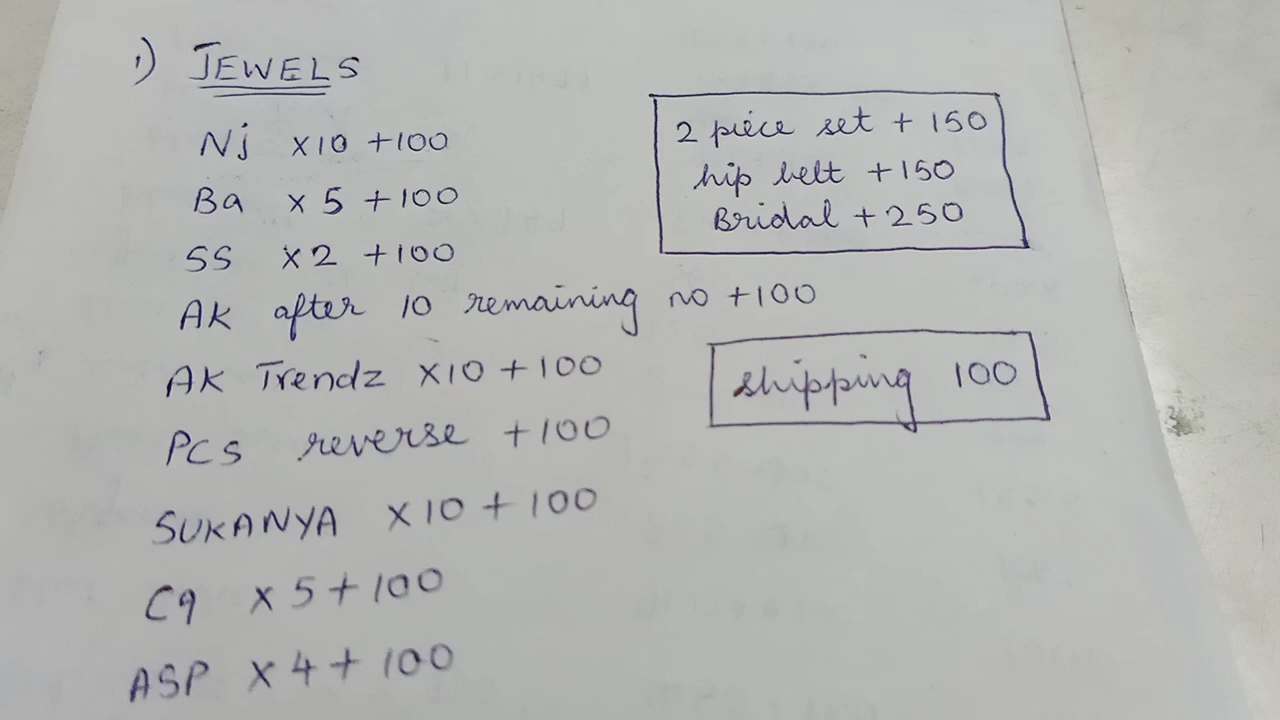 1) JEWELS
Nj x10 +100
Ba x 5 +100
SS x2 +100
AK after 10 remaining no +100
AK Trendz x10 +100
PCS reverse +100
SUKANYA x10 + 100
C9 x 5 + 100
ASP x 4 + 100
2 piece set + 150
hip belt +150
Bridal + 250
shipping 100